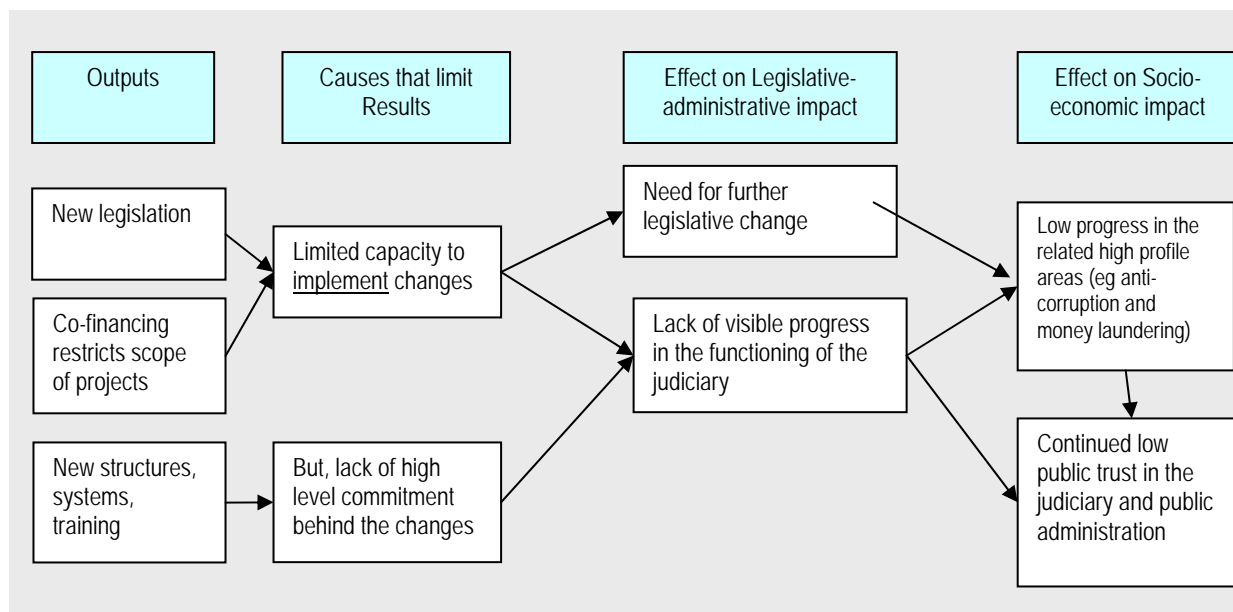 Outputs
Causes that limit
Results
Effect on Legislative-
administrative impact
Effect on Socio-
economic impact
New legislation
Co-financing
restricts scope
of projects
New structures,
systems,
training
Limited capacity to
implement changes
But, lack of high
level commitment
behind the changes
Need for further
legislative change
Lack of visible progress
in the functioning of the
judiciary
Low progress in the
related high profile
areas (eg anti-
corruption and
money laundering)
Continued low
public trust in the
judiciary and public
administration